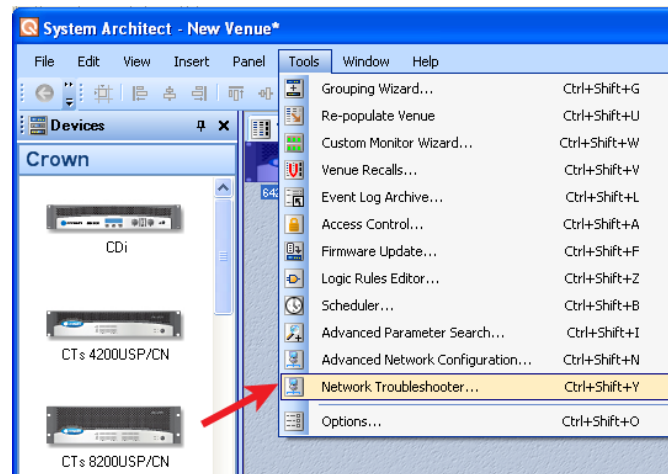 System Architect - New Venue*
File Edit View Insert Panel Tools Window Help
Devices
Crown
CDi
CTs 4200USP/CN
CTs 8200USP/CN
642
Grouping Wizard... Ctrl+Shift+G
Re-populate Venue Ctrl+Shift+U
Custom Monitor Wizard... Ctrl+Shift+W
Venue Recalls... Ctrl+Shift+V
Event Log Archive... Ctrl+Shift+L
Access Control... Ctrl+Shift+A
Firmware Update... Ctrl+Shift+F
Logic Rules Editor... Ctrl+Shift+Z
Scheduler... Ctrl+Shift+B
Advanced Parameter Search... Ctrl+Shift+I
Advanced Network Configuration... Ctrl+Shift+N
Network Troubleshooter... Ctrl+Shift+Y
Options... Ctrl+Shift+O